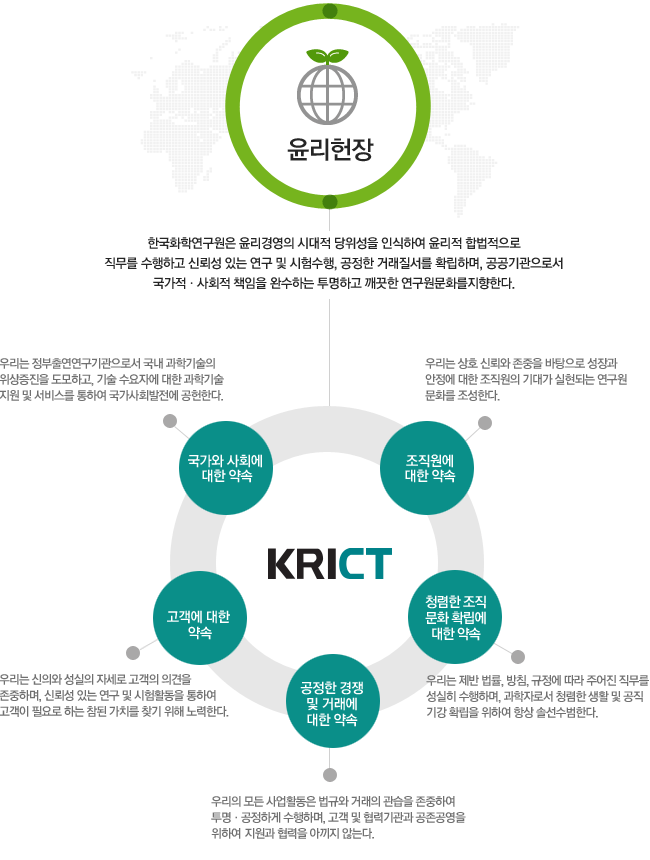 윤리헌장
한국화학연구원은 윤리경영의 시대적 당위성을 인식하여 윤리적 합법적으로
직무를 수행하고 신뢰성 있는 연구 및 시험수행, 공정한 거래질서를 확립하며, 공공기관으로서
국가적 · 사회적 책임을 완수하는 투명하고 깨끗한 연구원문화를지향한다.
우리는 정부출연연구기관으로서 국내 과학기술의
위상증진을 도모하고, 기술 수요자에 대한 과학기술
지원 및 서비스를 통하여 국가사회발전에 공헌한다.
우리는 상호 신뢰와 존중을 바탕으로 성장과
안정에 대한 조직원의 기대가 실현되는 연구원
문화를 조성한다.
국가와 사회에
대한 약속
조직원에
대한 약속
KRICT
고객에 대한
약속
청렴한 조직
문화 확립에
대한 약속
우리는 신의와 성실의 자세로 고객의 의견을
존중하며, 신뢰성 있는 연구 및 시험활동을 통하여
고객이 필요로 하는 참된 가치를 찾기 위해 노력한다.
공정한 경쟁
및 거래에
대한 약속
우리는 제반 법률, 방침, 규정에 따라 주어진 직무를
성실히 수행하며, 과학자로서 청렴한 생활 및 공직
기강 확립을 위하여 항상 솔선수범한다.
우리의 모든 사업활동은 법규와 거래의 관습을 존중하여
투명 · 공정하게 수행하며, 고객 및 협력기관과 공존공영을
위하여 지원과 협력을 아끼지 않는다.